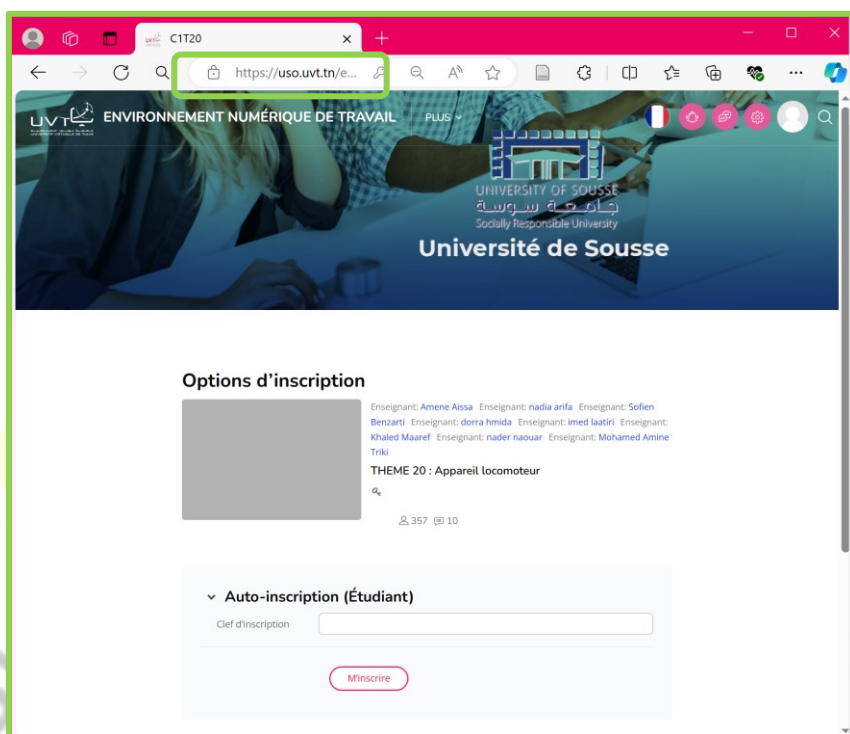 C1T20
https://uso.uvt.tn/e...
UVT ENVIRONNEMENT NUMÉRIQUE DE TRAVAIL PLUS
UNIVERSITY OF SOUSSE
جامعة سوسة
Socially Responsible University
Université de Sousse
Options d'inscription
Enseignant: Amene Aissa Enseignant: nadia arifa Enseignant: Sofien
Benzarti Enseignant: dorra hmida Enseignant: imed laatiri Enseignant:
Khaled Maaref Enseignant: nader naouar Enseignant: Mohamed Amine
Triki
THEME 20 : Appareil locomoteur
357 10
Auto-inscription (Étudiant)
Clef d'inscription
M'inscrire